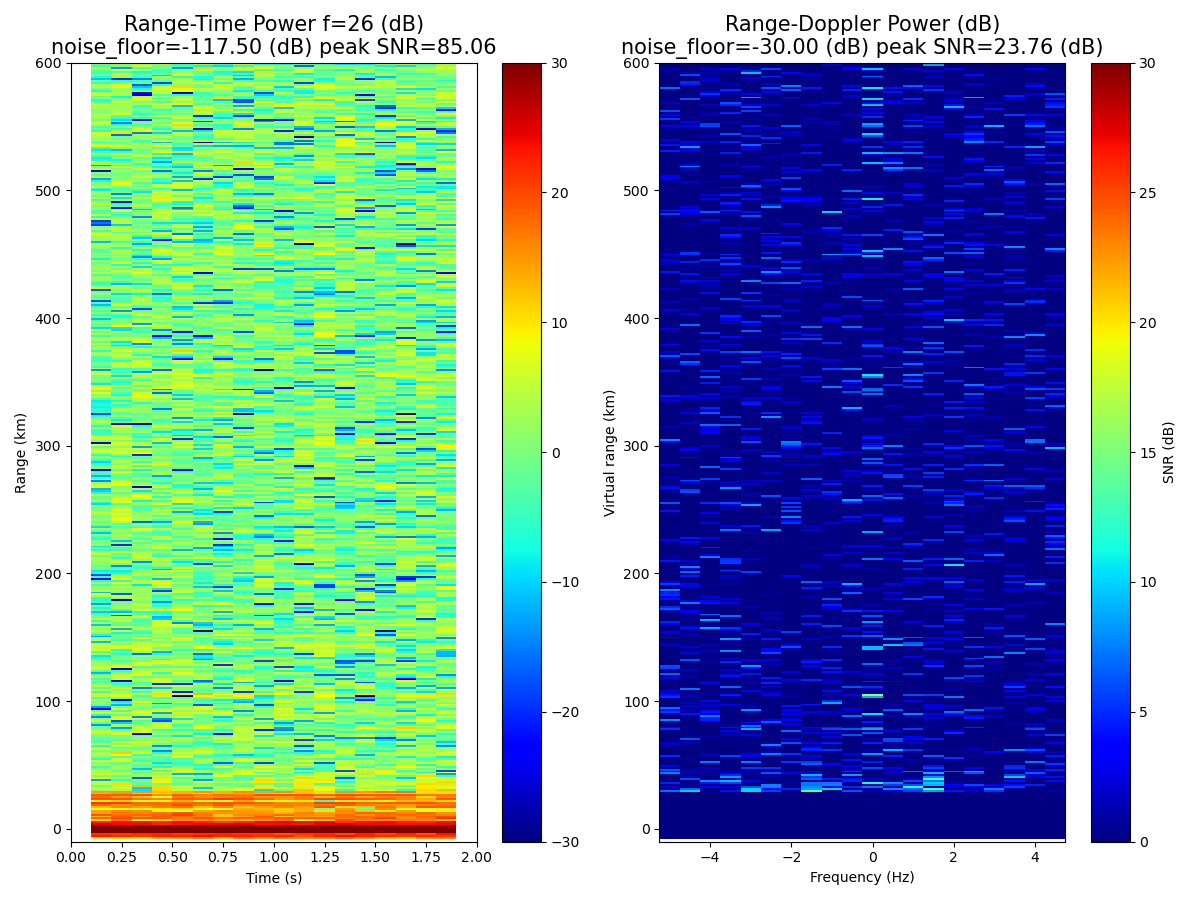 Range-Time Power f=26 (dB)
noise_floor=-117.50 (dB) peak SNR=85.06
600
500
400
300
200
100
0
Range (km)
0.00 0.25 0.50 0.75 1.00 1.25 1.50 1.75 2.00
Time (s)
30
20
10
0
−10
−20
−30
Range-Doppler Power (dB)
noise_floor=-30.00 (dB) peak SNR=23.76 (dB)
600
500
400
300
200
100
0
Virtual range (km)
−4 −2 0 2 4
Frequency (Hz)
30
25
20
15
10
5
0
SNR (dB)